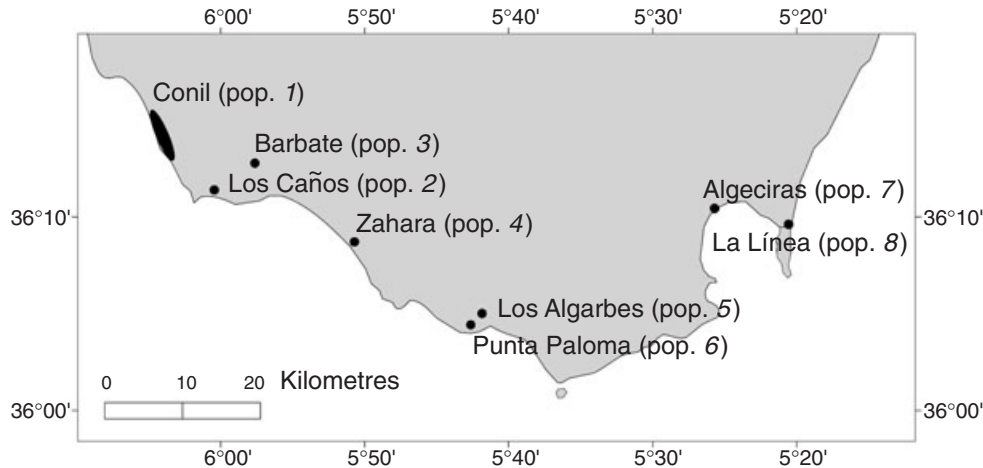 6°00' 5°50' 5°40' 5°30' 5°20'
Conil (pop. 1)
Barbate (pop. 3)
Los Caños (pop. 2)
Algeciras (pop. 7)
36°10' 36°10'
Zahara (pop. 4)
La Línea (pop. 8)
Los Algarbes (pop. 5)
Punta Paloma (pop. 6)
0 10 20 Kilometres
36°00' 36°00'
6°00' 5°50' 5°40' 5°30' 5°20'